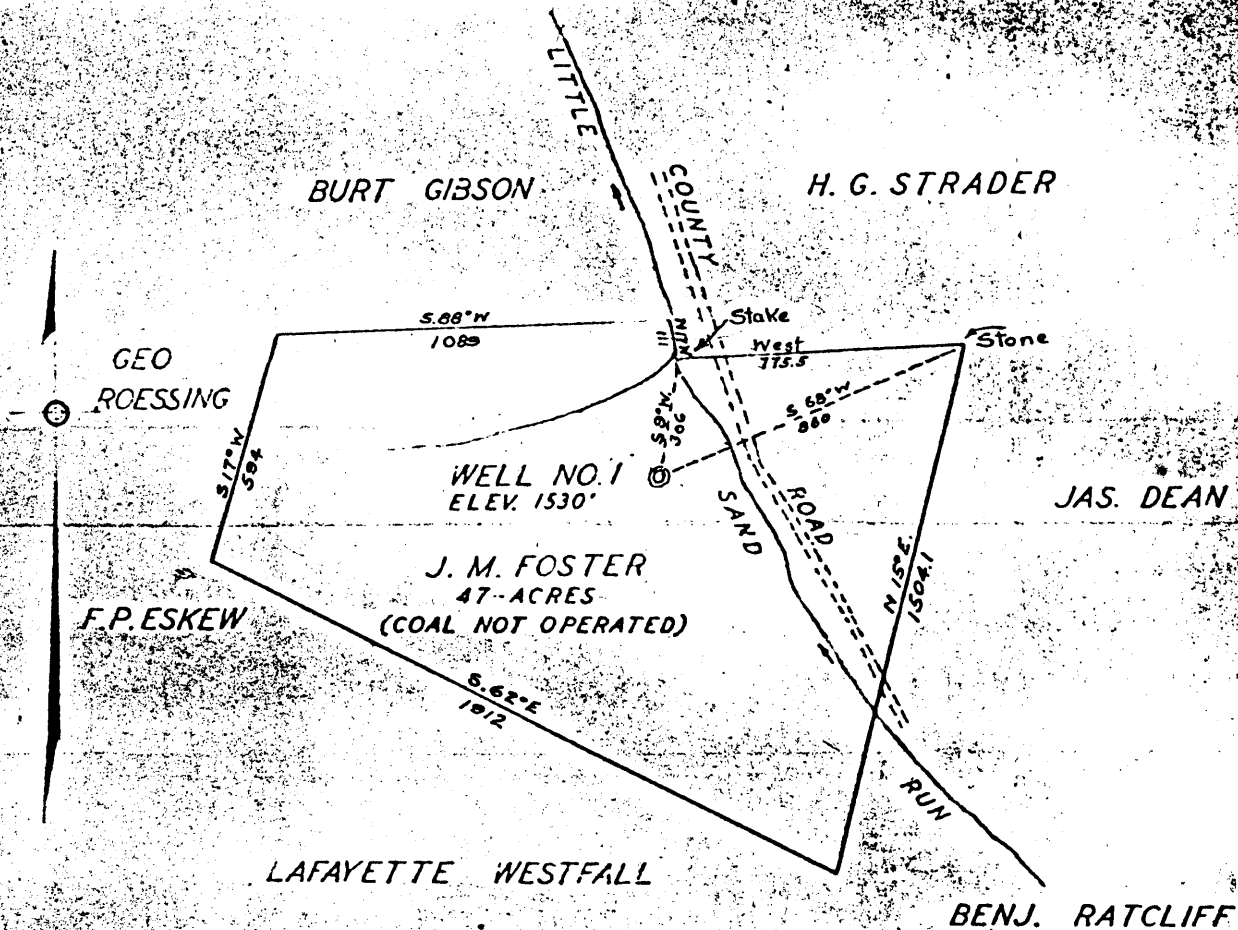 LITTLE
COUNTY
BURT GIBSON
H. G. STRADER
S.88°W
1089
Stake
Stone
West
775.5
GEO
ROESSING
S 68°W
860
S 9°W.
306
S 17°W
594
WELL NO. 1
ELEV. 1530'
SAND
ROAD
JAS. DEAN
J. M. FOSTER
47-ACRES
(COAL NOT OPERATED)
N 15°E.
1504.1
F.P. ESKEW
S.62°E
1912
RUN
LAFAYETTE WESTFALL
BENJ. RATCLIFF